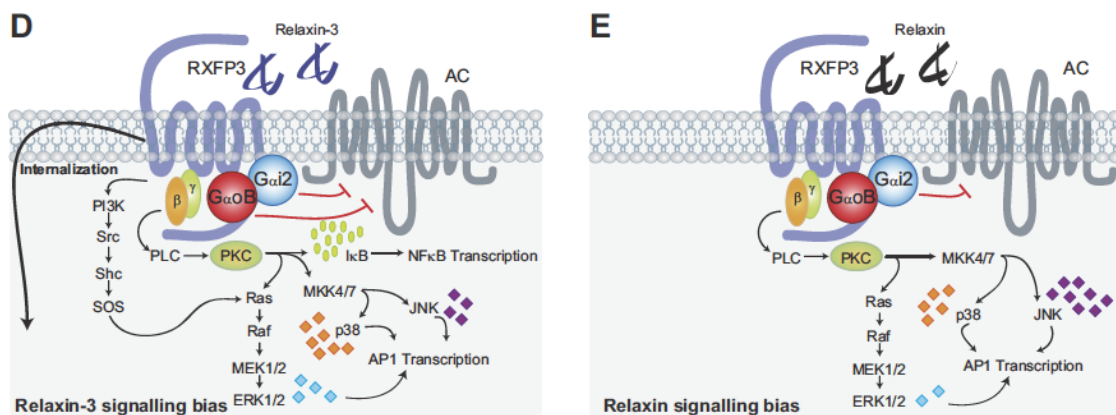 D
Relaxin-3
RXFP3
AC
Internalization
Gαi2
GαoB
γ
β
PI3K
Src
Shc
SOS
PLC
PKC
IκB
NFκB Transcription
Ras
MKK4/7
JNK
p38
Raf
AP1 Transcription
MEK1/2
ERK1/2
Relaxin-3 signalling bias
E
Relaxin
RXFP3
AC
Gαi2
GαoB
γ
β
PLC
PKC
MKK4/7
Ras
p38
JNK
Raf
AP1 Transcription
MEK1/2
ERK1/2
Relaxin signalling bias